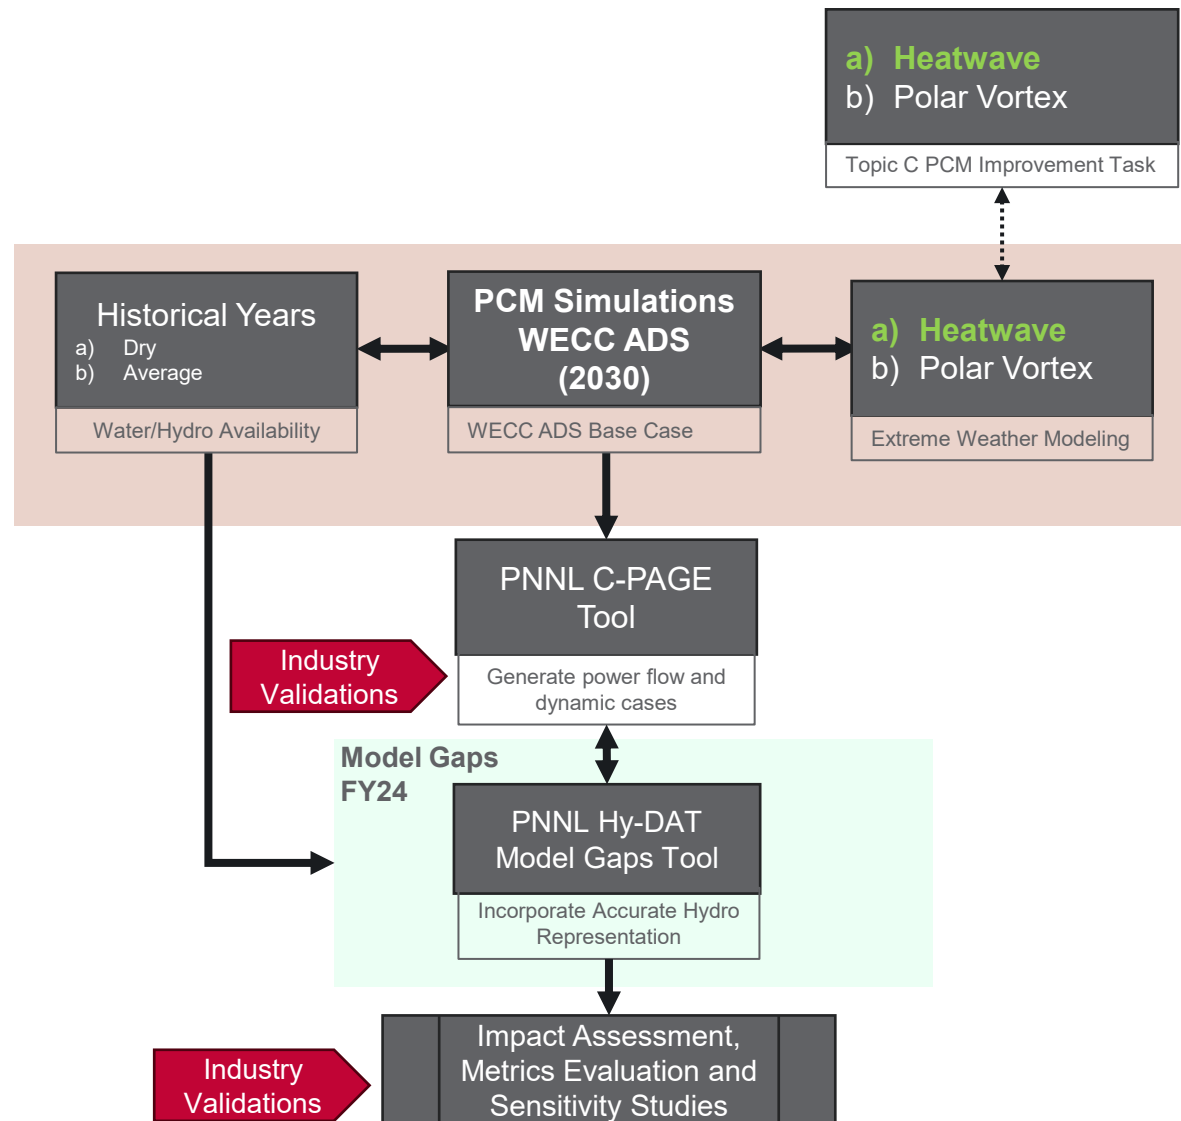 a) Heatwave
b) Polar Vortex
Topic C PCM Improvement Task
Historical Years
a) Dry
b) Average
Water/Hydro Availability
PCM Simulations
WECC ADS
(2030)
WECC ADS Base Case
a) Heatwave
b) Polar Vortex
Extreme Weather Modeling
PNNL C-PAGE
Tool
Generate power flow and
dynamic cases
Industry
Validations
Model Gaps
FY24
PNNL Hy-DAT
Model Gaps Tool
Incorporate Accurate Hydro
Representation
Impact Assessment,
Metrics Evaluation and
Sensitivity Studies
Industry
Validations